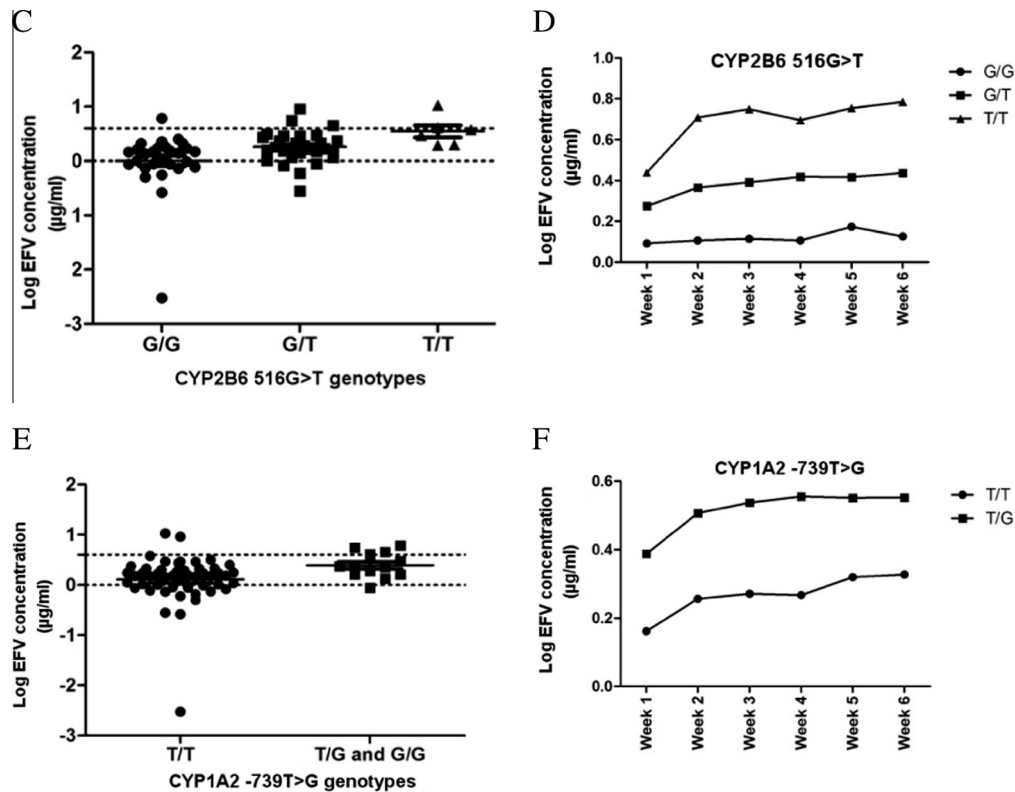 C
Log EFV concentration
(µg/ml)
2
1
0
1
2
-3
G/G
G/T
T/T
CYP2B6 516G>T genotypes
D
CYP2B6 516G>T
Log EFV concentration
(µg/ml)
1.0
0.8
0.6
0.4
0.2
0.0
Week 1
Week 2
Week 3
Week 4
Week 5
Week 6
G/G
G/T
T/T
E
Log EFV concentration
(µg/ml)
2
1
0
-1
-2
-3
T/T
T/G and G/G
CYP1A2 -739T>G genotypes
F
CYP1A2 -739T>G
Log EFV concentration
(µg/ml)
0.6
0.4
0.2
0.0
Week 1
Week 2
Week 3
Week 4
Week 5
Week 6
T/T
T/G